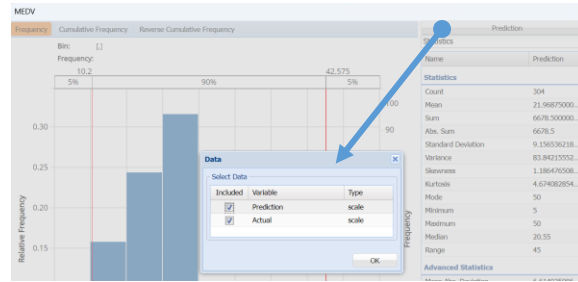 MEDV
Frequency Cumulative Frequency Reverse Cumulative Frequency
Bin: [,]
Frequency:
10.2 42.575
5% 90% 5%
0.30
0.25
0.20
0.15
Relative Frequency
100
90
Frequency
Data
Select Data
Included Variable Type
Prediction scale
Actual scale
OK
Prediction
Statistics
Name Prediction
Statistics
Count 304
Mean 21.96875000...
Sum 6678.500000...
Abs. Sum 6678.5
Standard Deviation 9.156536218...
Variance 83.84215552...
Skewness 1.186476508...
Kurtosis 4.674082854...
Mode 50
Minimum 5
Maximum 50
Median 20.55
Range 45
Advanced Statistics